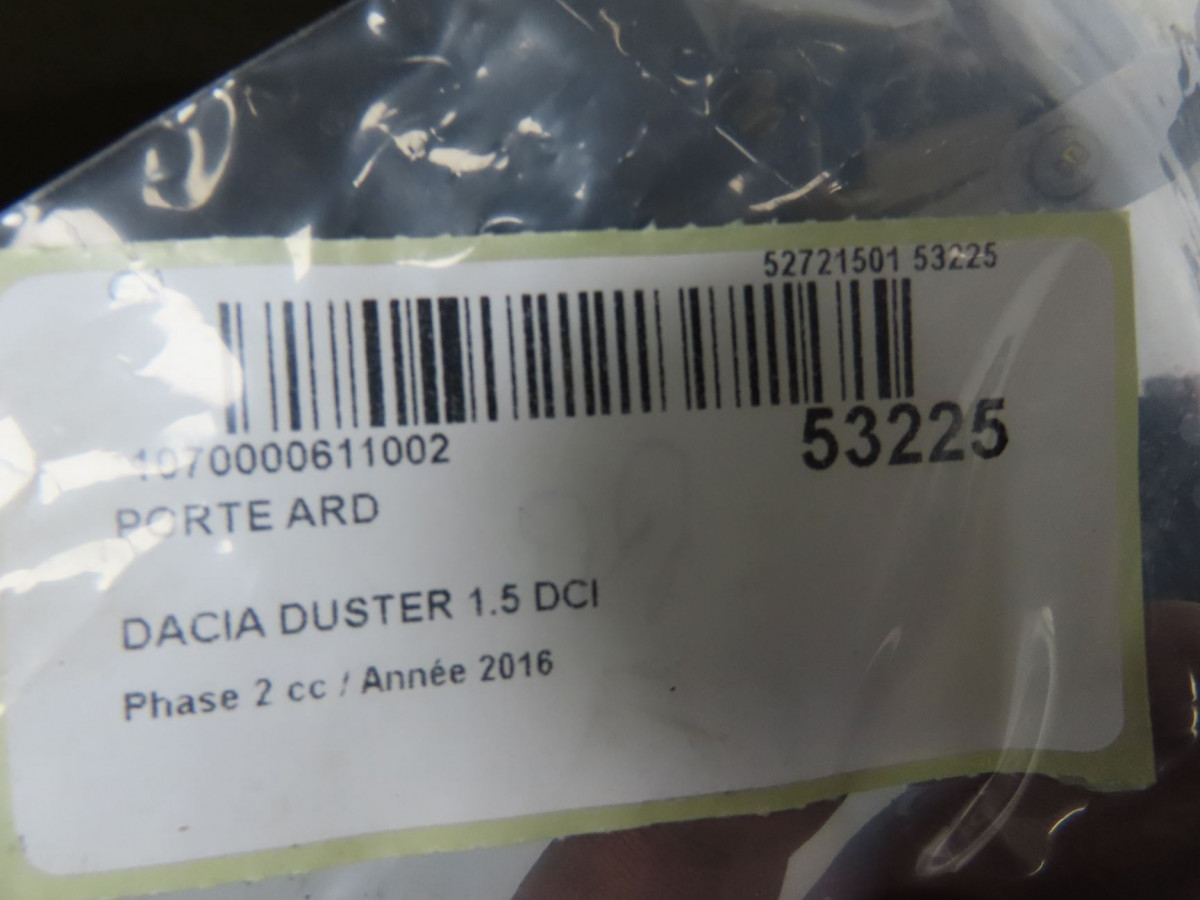 52721501 53225
1070000611002
53225
PORTE ARD
DACIA DUSTER 1.5 DCI
Phase 2 cc / Année 2016